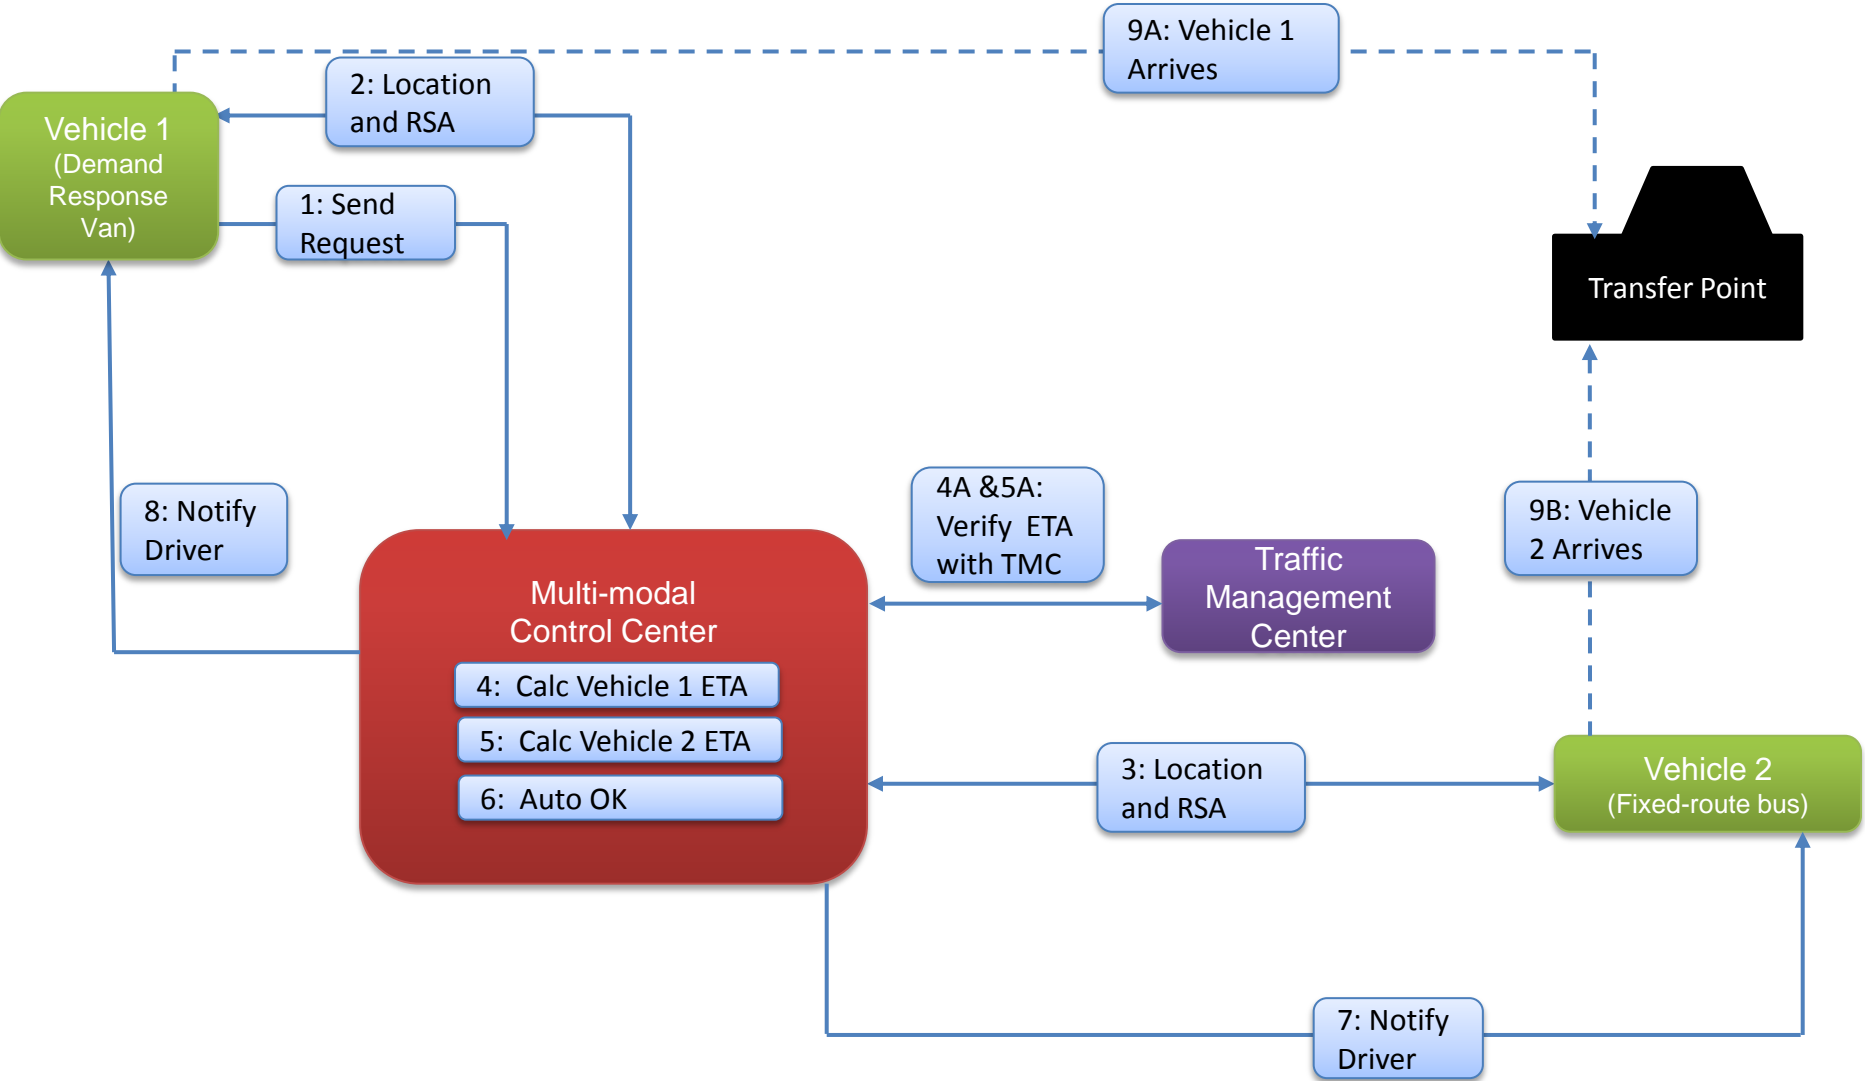 9A: Vehicle 1
Arrives
2: Location
and RSA
Vehicle 1
(Demand
Response
Van)
1: Send
Request
Transfer Point
8: Notify
Driver
4A &5A:
Verify ETA
with TMC
9B: Vehicle
2 Arrives
Traffic
Management
Center
Multi-modal
Control Center
4: Calc Vehicle 1 ETA
5: Calc Vehicle 2 ETA
6: Auto OK
3: Location
and RSA
Vehicle 2
(Fixed-route bus)
7: Notify
Driver